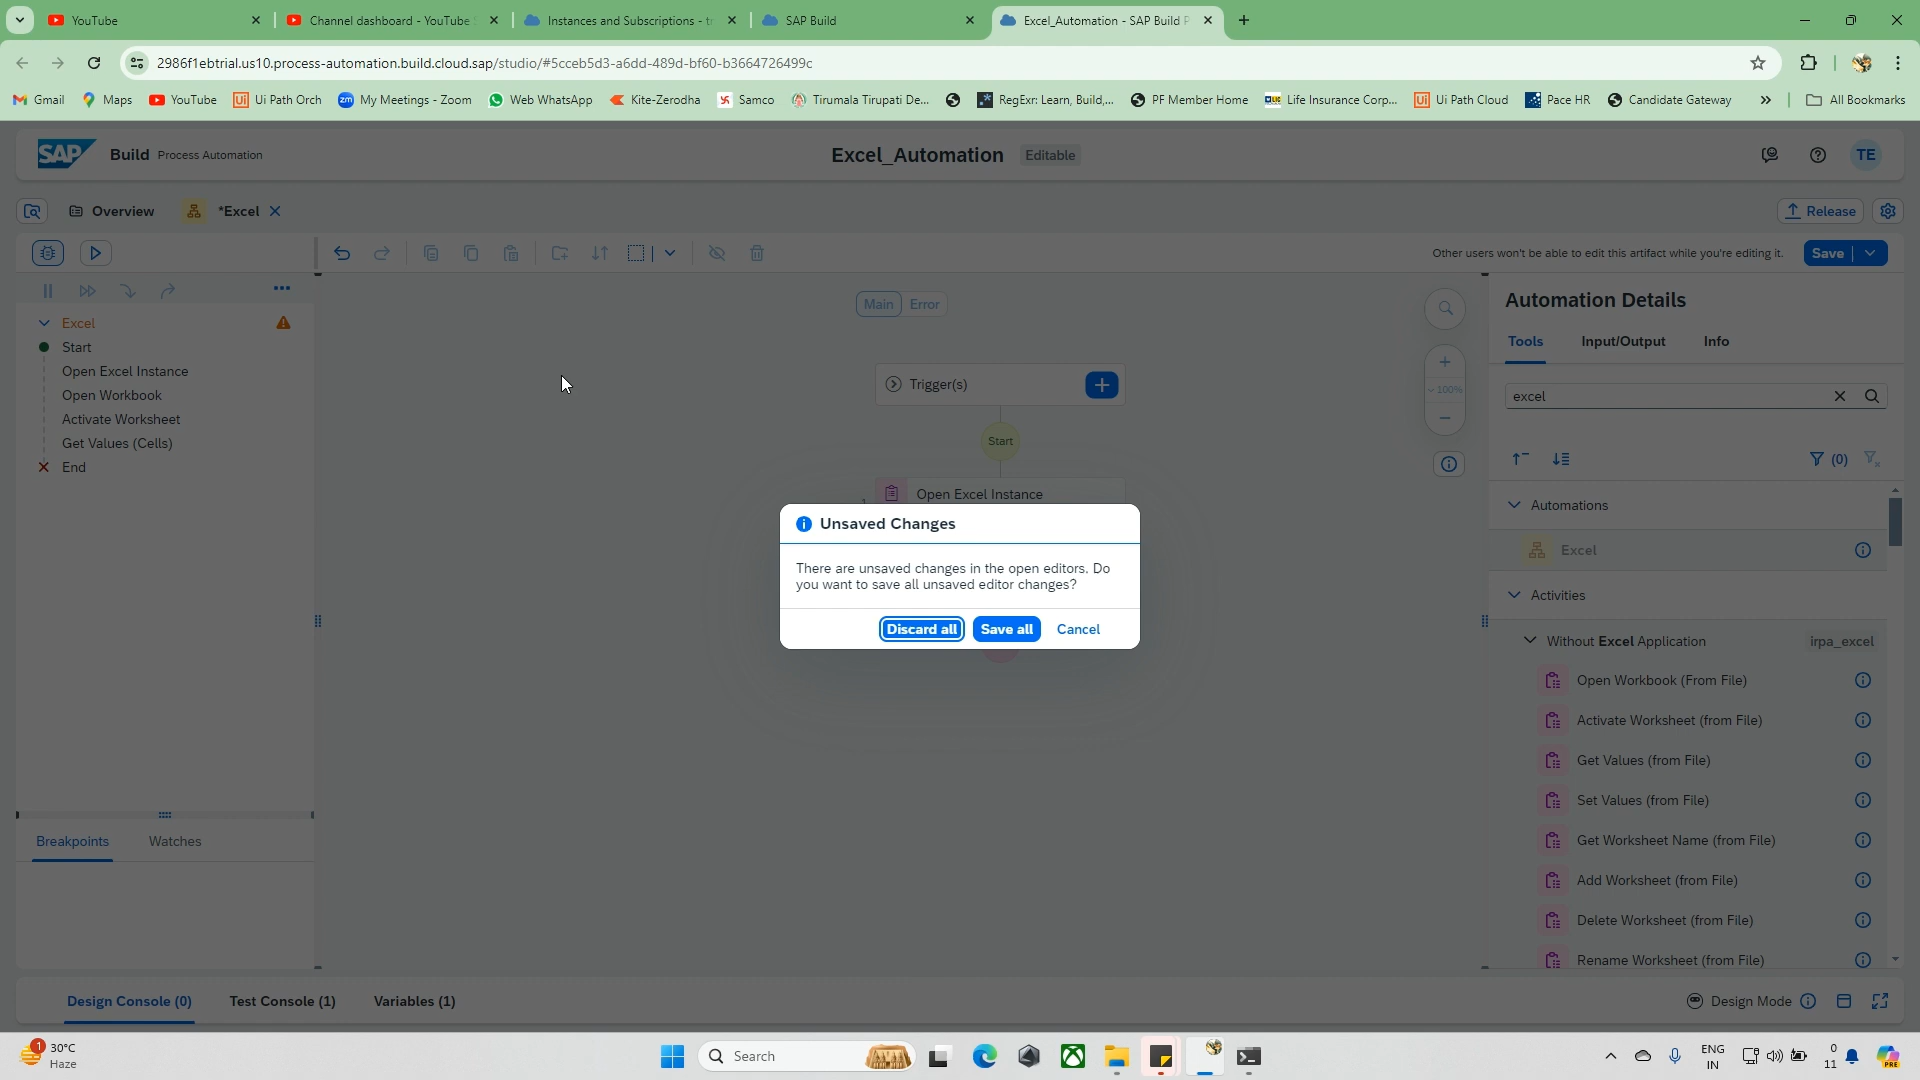 YouTube
Channel dashboard - YouTube S
Instances and Subscriptions - tr
SAP Build
Excel_Automation - SAP Build P
2986f1ebtrial.us10.process-automation.build.cloud.sap/studio/#5cceb5d3-a6dd-489d-bf60-b3664726499c
Gmail
Maps
YouTube
Ui Path Orch
My Meetings - Zoom
Web WhatsApp
Kite-Zerodha
Samco
Tirumala Tirupati De...
RegExr: Learn, Build,...
PF Member Home
Life Insurance Corp...
Ui Path Cloud
Pace HR
Candidate Gateway
All Bookmarks
SAP Build Process Automation
Excel_Automation Editable
TE
Overview
*Excel
Release
Other users won't be able to edit this artifact while you're editing it.
Save
Main
Error
Automation Details
Excel
Start
Open Excel Instance
Open Workbook
Activate Worksheet
Get Values (Cells)
End
Trigger(s)
Start
1 Open Excel Instance
100%
Tools
Input/Output
Info
excel
(0)
Automations
Excel
Activities
Without Excel Application irpa_excel
Open Workbook (From File)
Activate Worksheet (from File)
Get Values (from File)
Set Values (from File)
Get Worksheet Name (from File)
Add Worksheet (from File)
Delete Worksheet (from File)
Rename Worksheet (from File)
Unsaved Changes
There are unsaved changes in the open editors. Do
you want to save all unsaved editor changes?
Discard all
Save all
Cancel
Breakpoints
Watches
Design Console (0)
Test Console (1)
Variables (1)
Design Mode
1
30°C
Haze
Search
ENG
IN
0
11
PRE